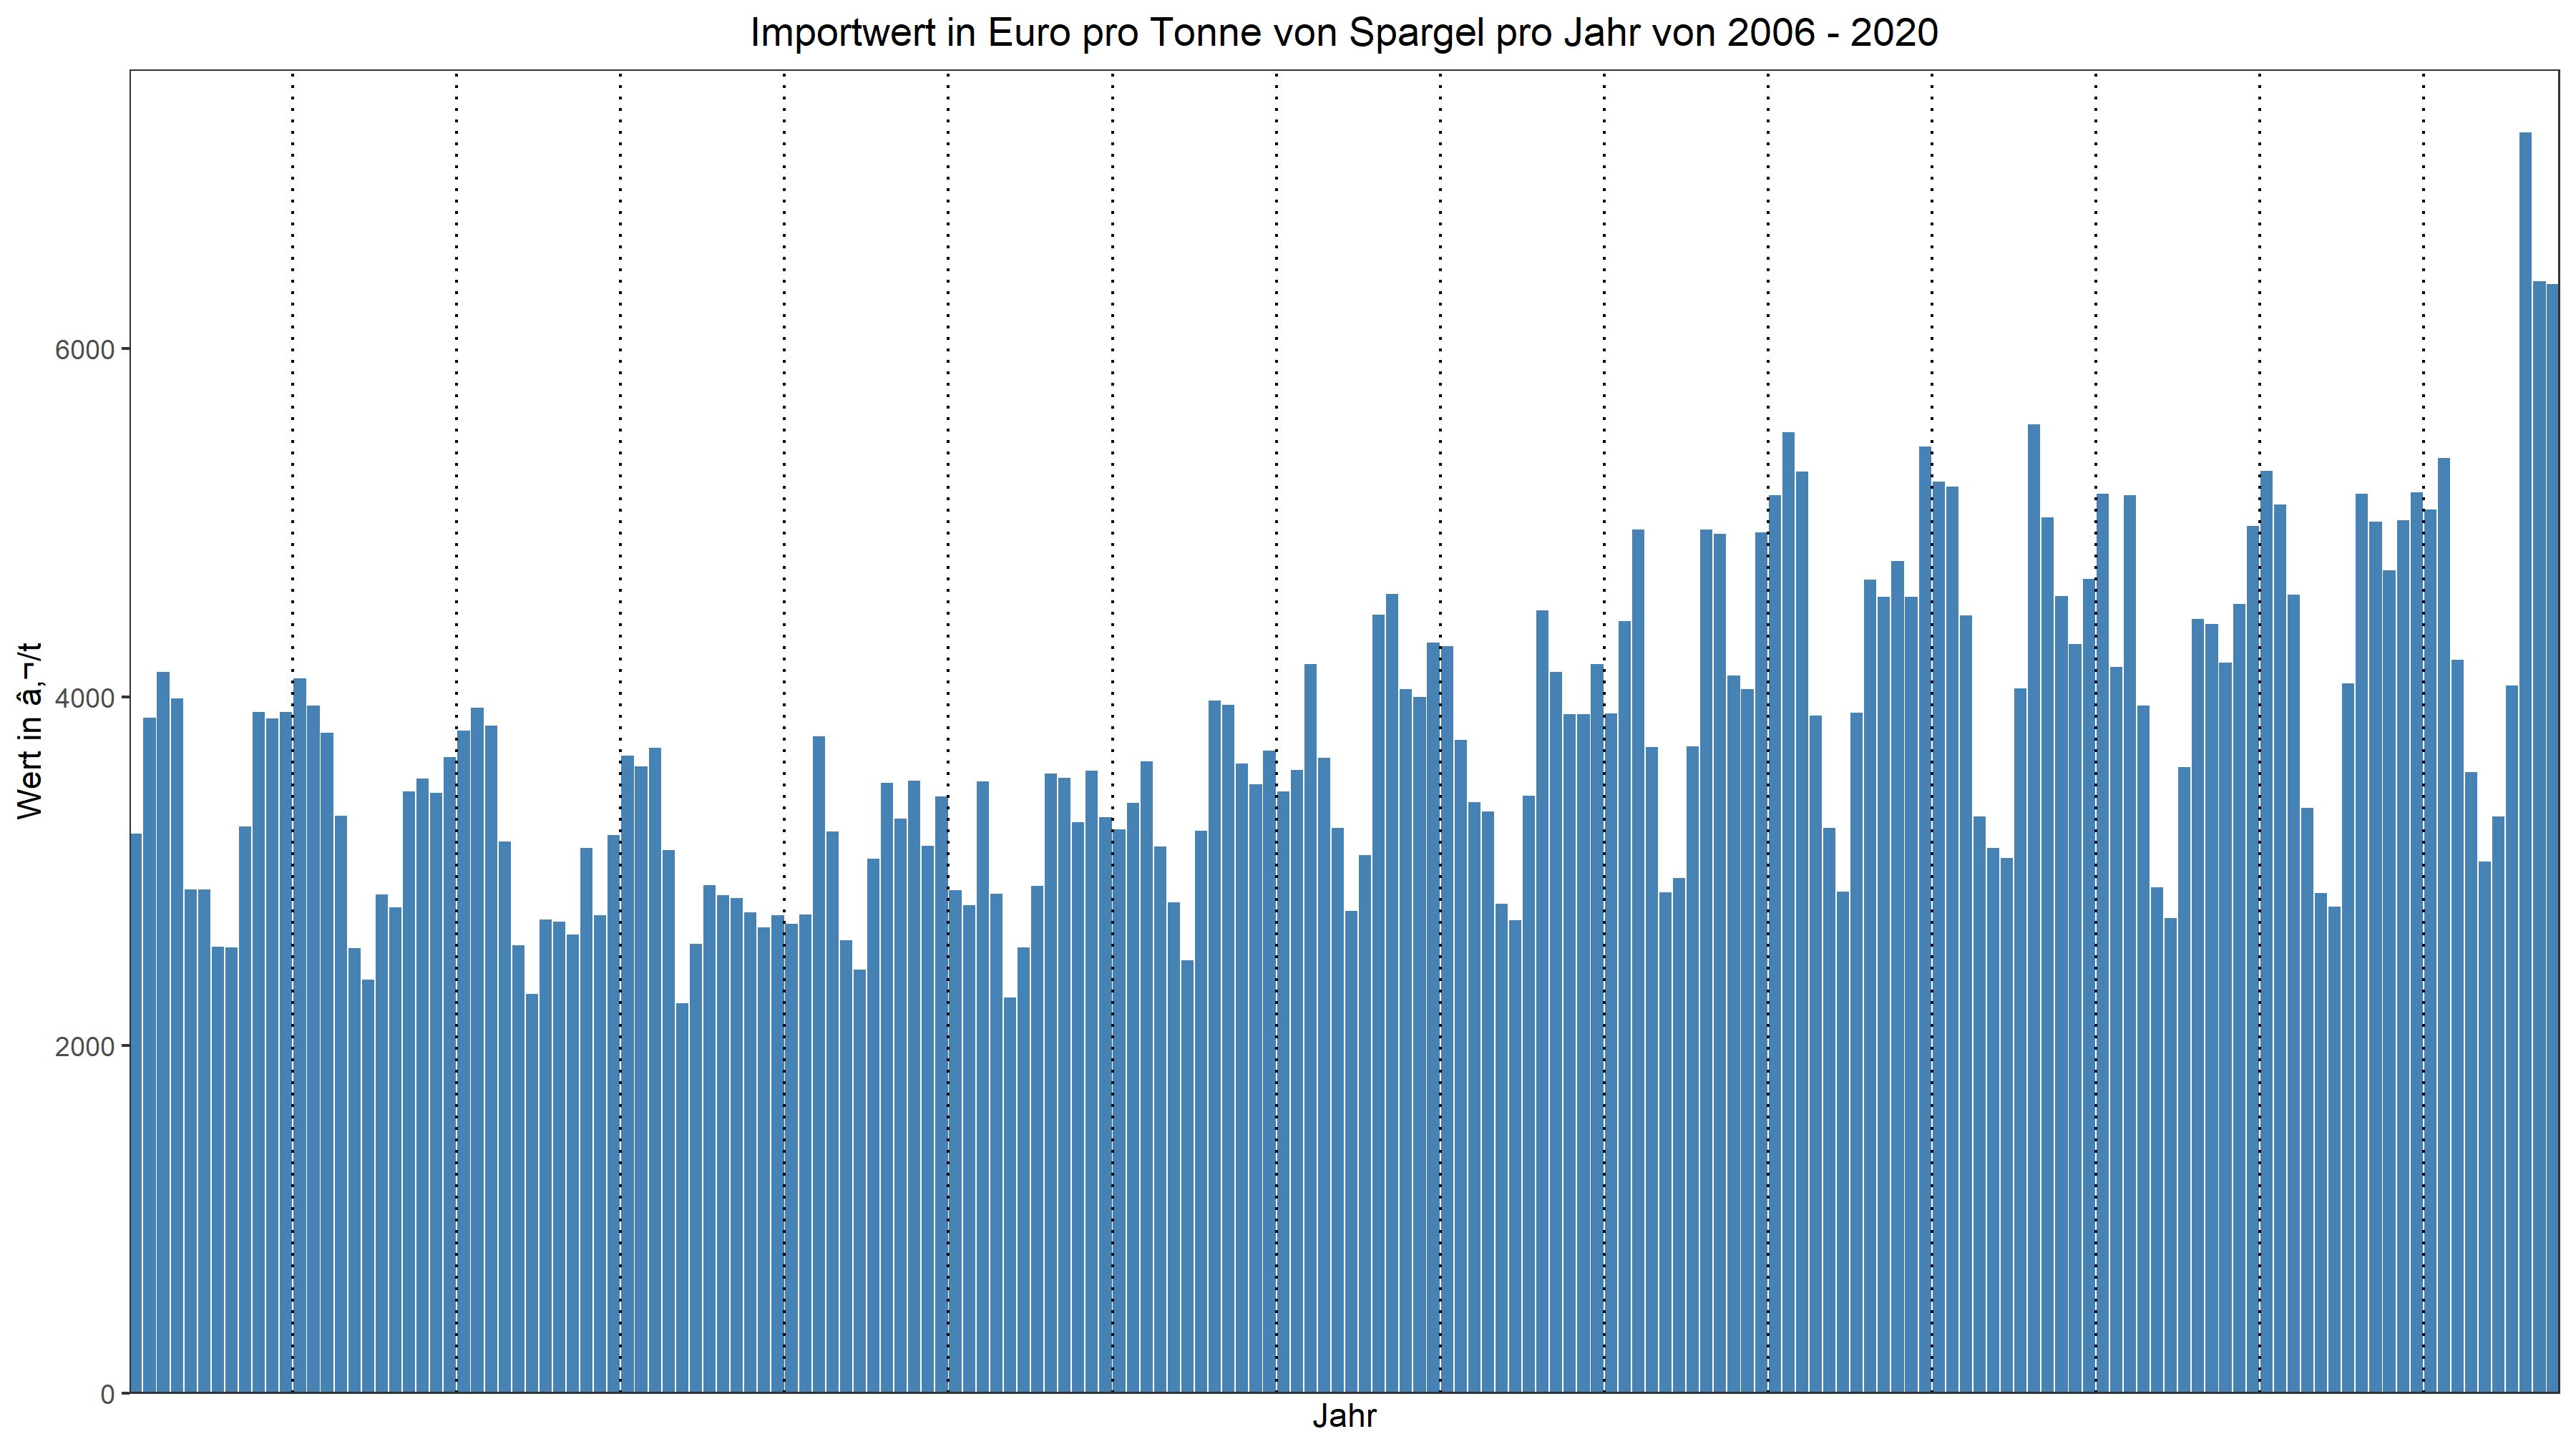 Importwert in Euro pro Tonne von Spargel pro Jahr von 2006 - 2020
Wert in â‚¬/t
6000
4000
2000
0
Jahr